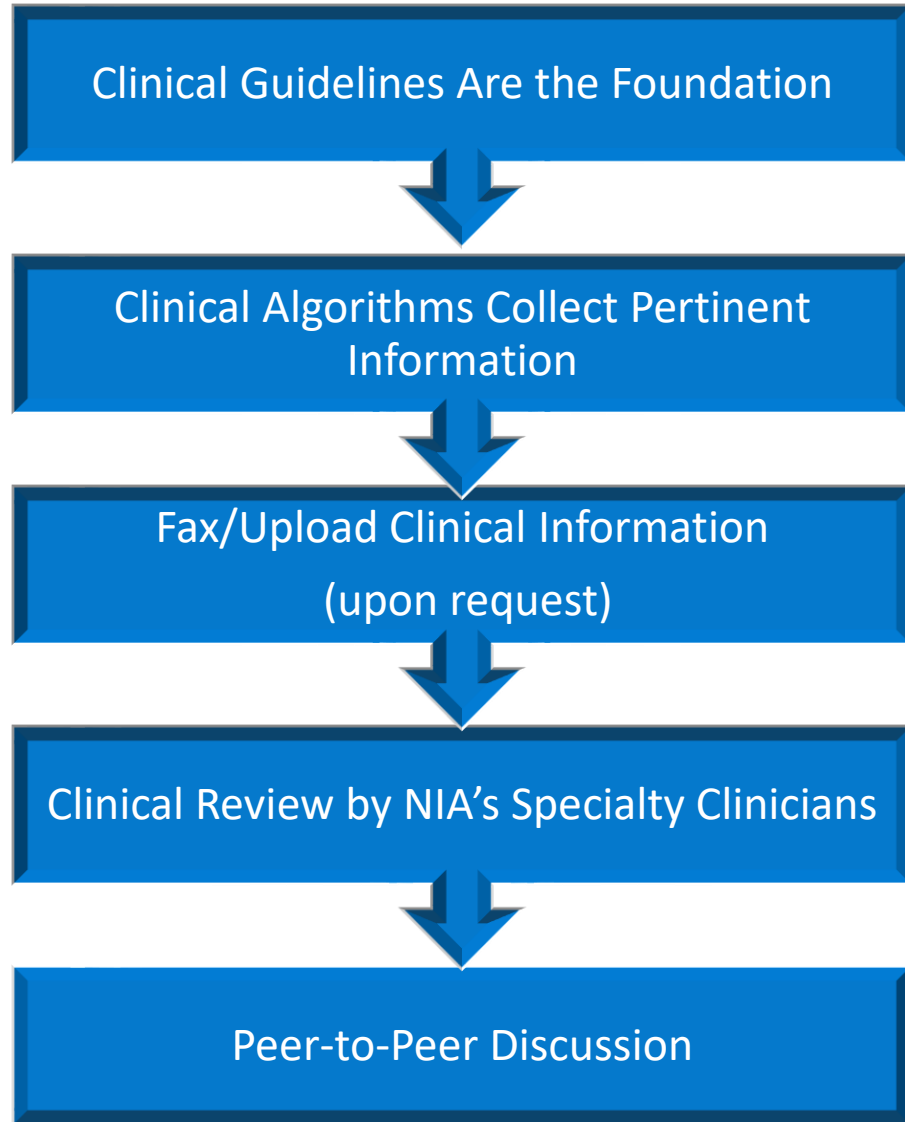 Clinical Guidelines Are the Foundation
Clinical Algorithms Collect Pertinent
Information
Fax/Upload Clinical Information
(upon request)
Clinical Review by NIA’s Specialty Clinicians
Peer-to-Peer Discussion